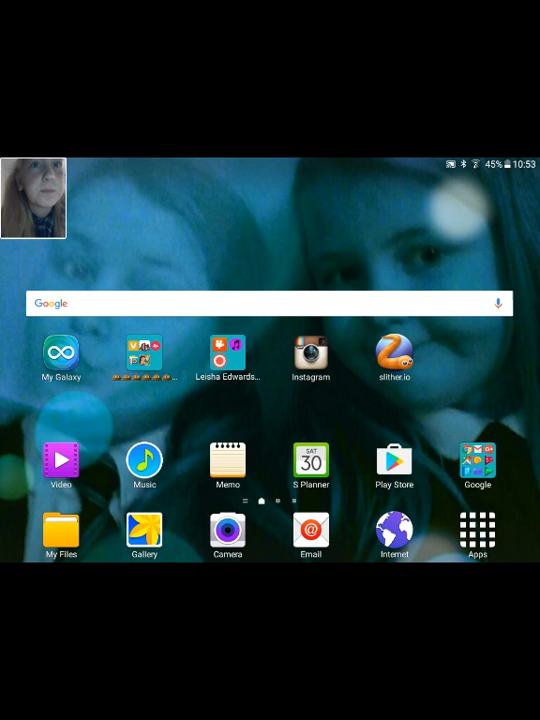 45% 10:53
Google
My Galaxy
Leisha Edwards...
Instagram
slither.io
SAT
30
Video
Music
Memo
S Planner
Play Store
Google
@
My Files
Gallery
Camera
Email
Internet
Apps